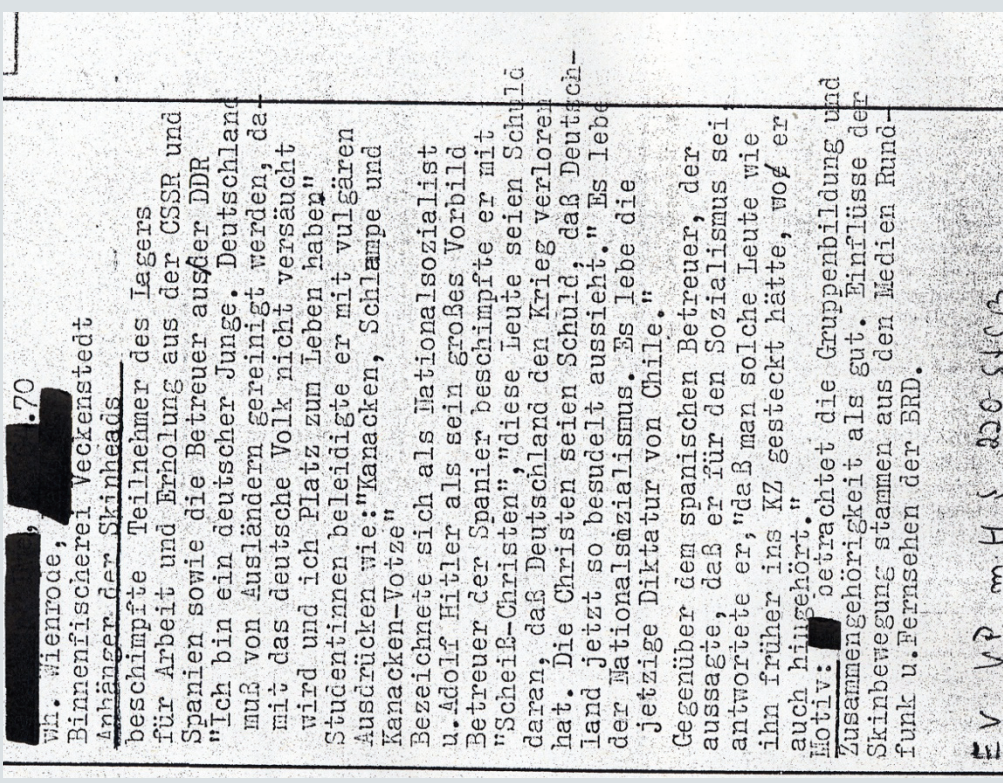 .70
wh. Wienrode,
Binnenfischerei Veckenstedt
Anhänger der Skinheads
beschimpfte Teilnehmer des Lagers
für Arbeit und Erholung aus der CSSR und
Spanien sowie die Betreuer aus/der DDR
"Ich bin ein deutscher Junge. Deutschland
muß von Ausländern gereinigt werden, da-
mit das deutsche Volk nicht versäucht
wird und ich Platz zum Leben haben"
Studentinnen beleidigte er mit vulgären
Ausdrücken wie:"Kanacken, Schlampe und
Kanacken-Votze"
Bezeichnete sich als Nationalsozialist
u.Adolf Hitler als sein großes Vorbild
Betreuer der Spanier beschimpfte er mit
"Scheiß-Christen","diese Leute seien Schuld
daran, daß Deutschland den Krieg verloren
hat. Die Christen seien Schuld, daß Deutsch-
land jetzt so besudelt aussieht." Es lebe
der Nationalsozialismus. Es lebe die
jetzige Diktatur von Chile."
Gegenüber dem spanischen Betreuer, der
aussagte, daß er für den Sozialismus sei,
antwortete er,"daß man solche Leute wie
ihn früher ins KZ gesteckt hätte, wo er
auch hingehört."
Motiv: betrachtet die Gruppenbildung und
Zusammengehörigkeit als gut. Einflüsse der
Skinbewegung stammen aus den Medien Rund-
funk u.Fernsehen der BRD.
EV VP m H § 220 StGB